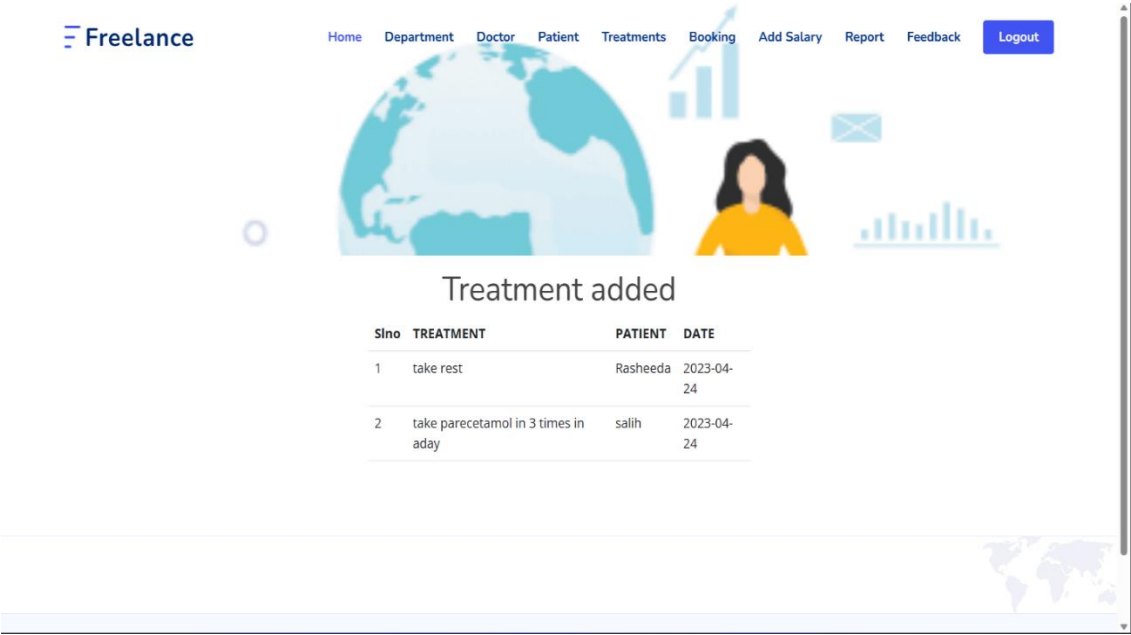 Freelance
Home Department Doctor Patient Treatments Booking Add Salary Report Feedback Logout
Treatment added
Slno TREATMENT PATIENT DATE
1 take rest Rasheeda 2023-04-
24
2 take parecetamol in 3 times in salih 2023-04-
aday 24